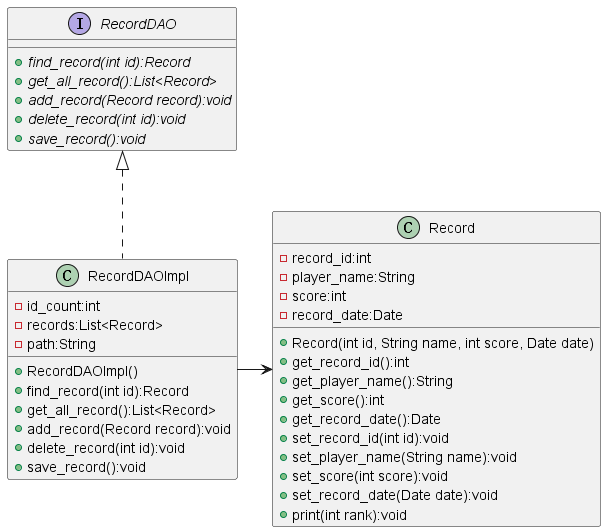 I RecordDAO
find_record(int id):Record
get_all_record():List<Record>
add_record(Record record):void
delete_record(int id):void
save_record():void
C RecordDAOImpl
id_count:int
records:List<Record>
path:String
RecordDAOImpl()
find_record(int id):Record
get_all_record():List<Record>
add_record(Record record):void
delete_record(int id):void
save_record():void
C Record
record_id:int
player_name:String
score:int
record_date:Date
Record(int id, String name, int score, Date date)
get_record_id():int
get_player_name():String
get_score():int
get_record_date():Date
set_record_id(int id):void
set_player_name(String name):void
set_score(int score):void
set_record_date(Date date):void
print(int rank):void